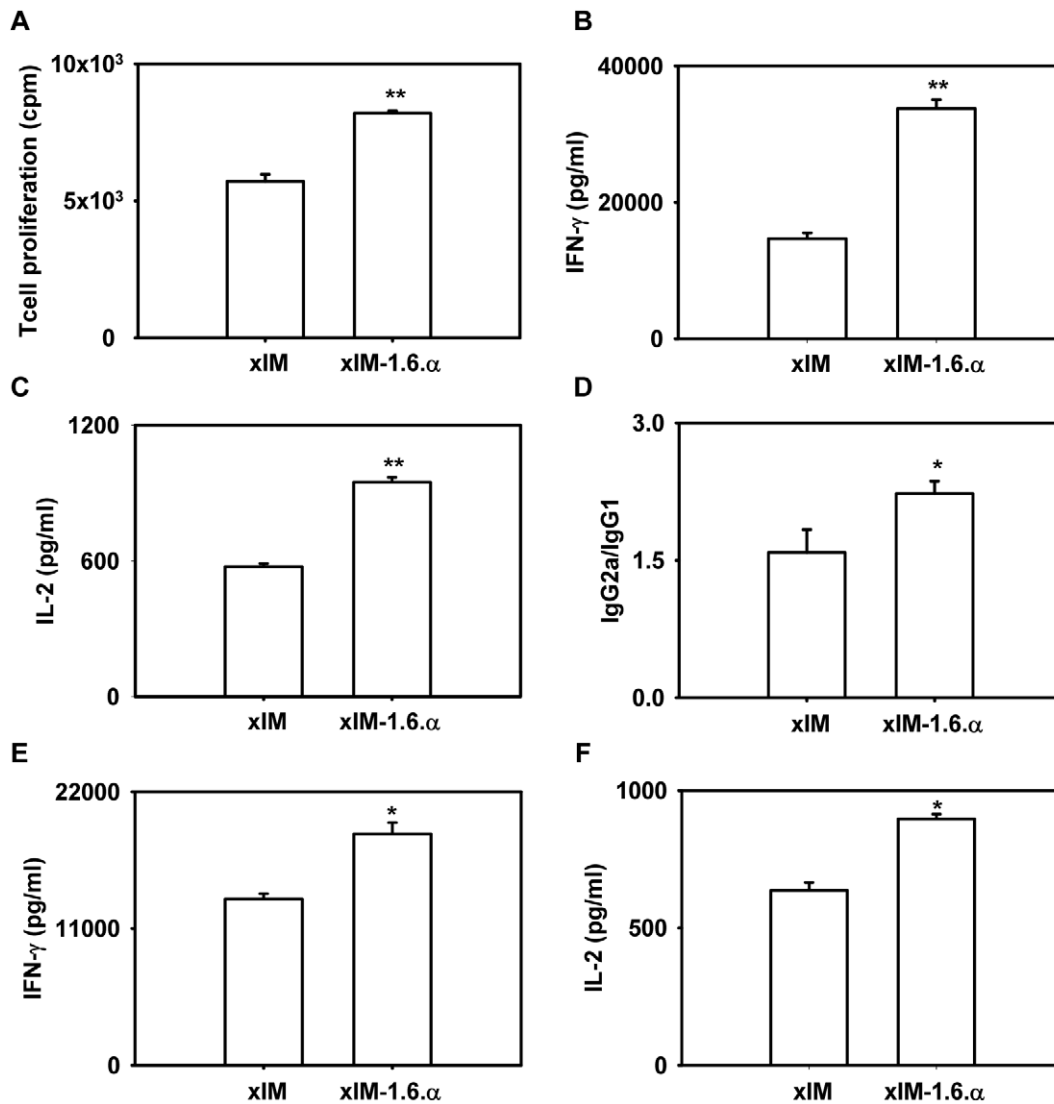 A
Tcell proliferation (cpm)
10x10³
5x10³
0
**
xIM
xIM-1.6.α
B
IFN-γ (pg/ml)
40000
20000
0
**
xIM
xIM-1.6.α
C
IL-2 (pg/ml)
1200
600
0
**
xIM
xIM-1.6.α
D
IgG2a/IgG1
3.0
1.5
0.0
*
xIM
xIM-1.6.α
E
IFN-γ (pg/ml)
22000
11000
0
*
xIM
xIM-1.6.α
F
IL-2 (pg/ml)
1000
500
0
*
xIM
xIM-1.6.α